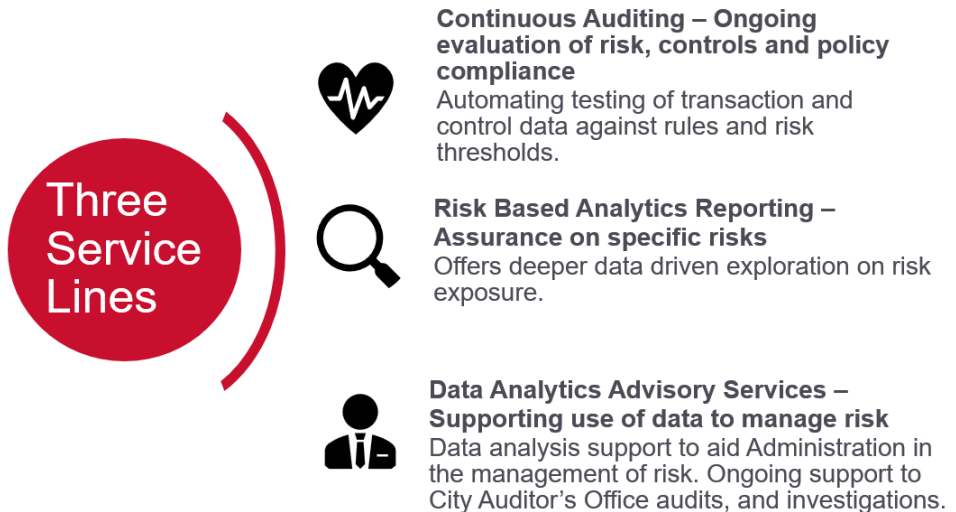 Three
Service
Lines
Continuous Auditing – Ongoing
evaluation of risk, controls and policy
compliance
Automating testing of transaction and
control data against rules and risk
thresholds.
Risk Based Analytics Reporting –
Assurance on specific risks
Offers deeper data driven exploration on risk
exposure.
Data Analytics Advisory Services –
Supporting use of data to manage risk
Data analysis support to aid Administration in
the management of risk. Ongoing support to
City Auditor’s Office audits, and investigations.